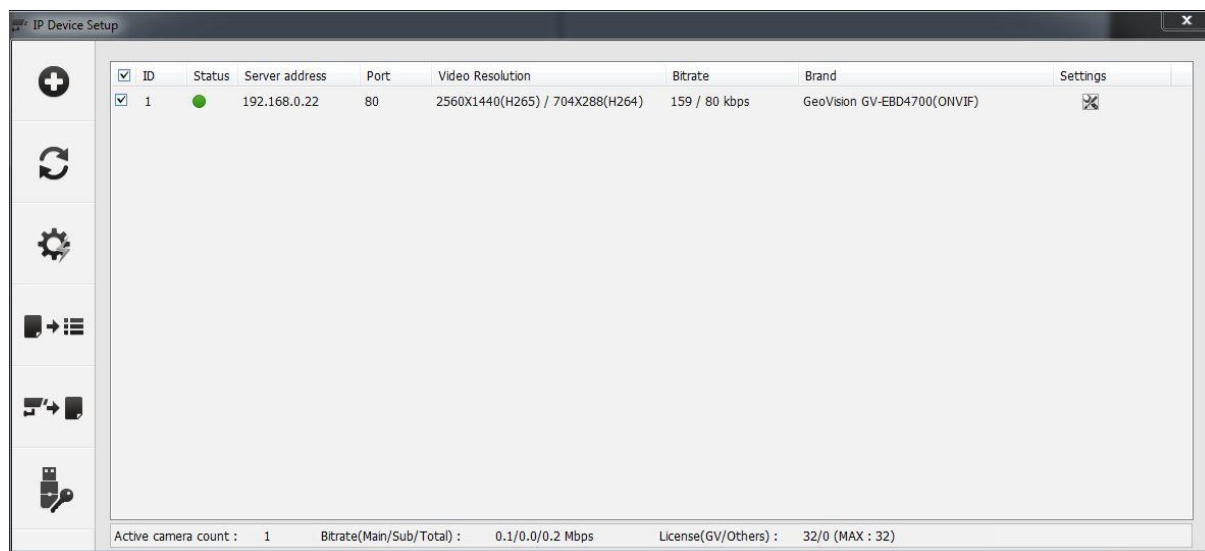 IP Device Setup
ID Status Server address Port Video Resolution Bitrate Brand Settings
1 192.168.0.22 80 2560X1440(H265) / 704X288(H264) 159 / 80 kbps GeoVision GV-EBD4700(ONVIF)
Active camera count : 1 Bitrate(Main/Sub/Total) : 0.1/0.0/0.2 Mbps License(GV/Others) : 32/0 (MAX : 32)